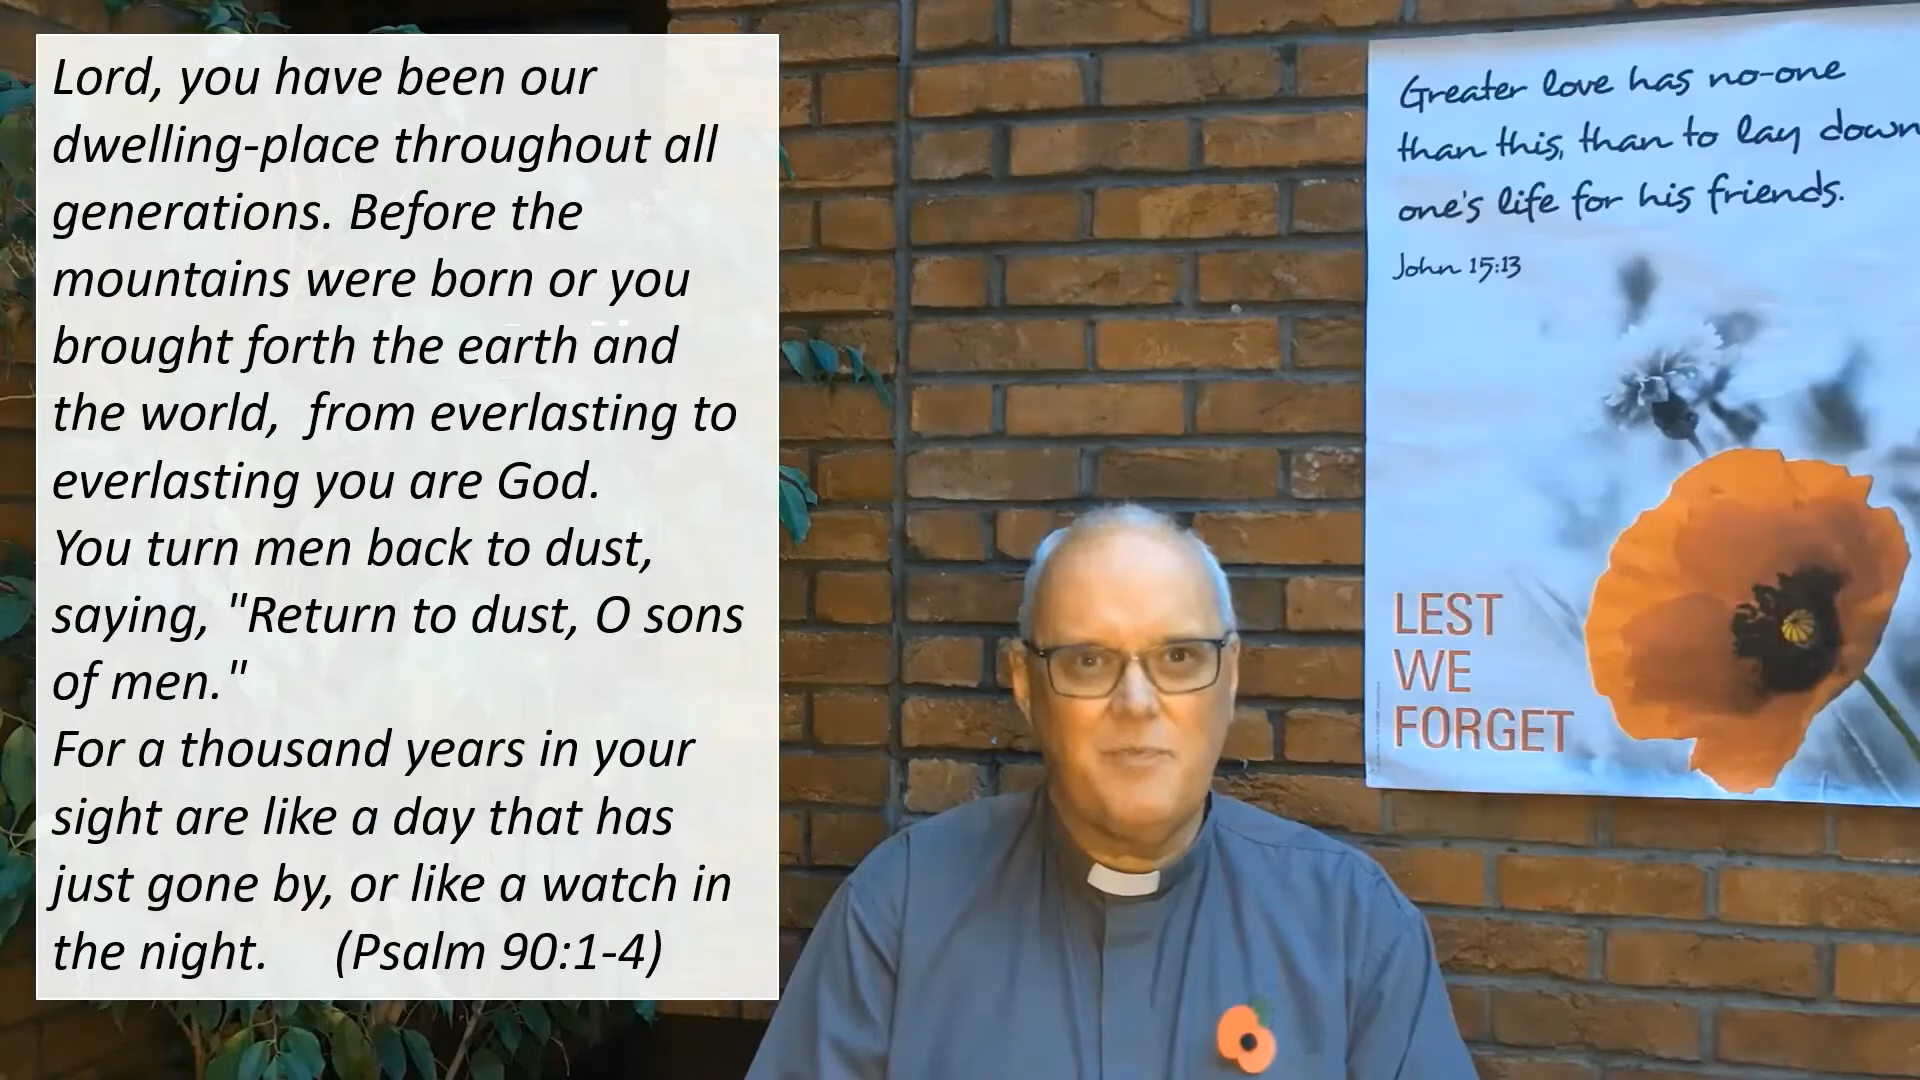 Lord, you have been our
dwelling-place throughout all
generations. Before the
mountains were born or you
brought forth the earth and
the world,  from everlasting to
everlasting you are God.
You turn men back to dust,
saying, "Return to dust, O sons
of men."
For a thousand years in your
sight are like a day that has
just gone by, or like a watch in
the night.     (Psalm 90:1-4)
Greater love has no-one
than this, than to lay down
one's life for his friends.
John 15:13
LEST
WE
FORGET